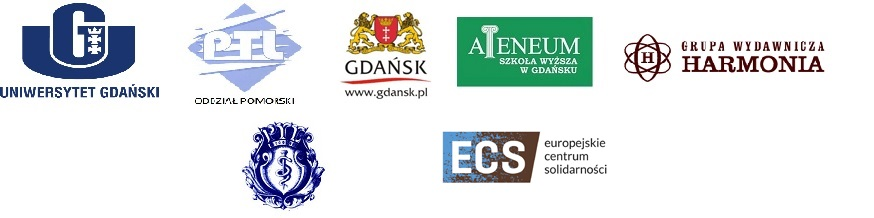 UNIWERSYTET GDAŃSKI
PTL
ODDZIAŁ POMORSKI
GDAŃSK
www.gdansk.pl
ATENEUM
SZKOŁA WYŻSZA
W GDAŃSKU
H
GRUPA WYDAWNICZA
HARMONIA
ECS
europejskie
centrum
solidarności